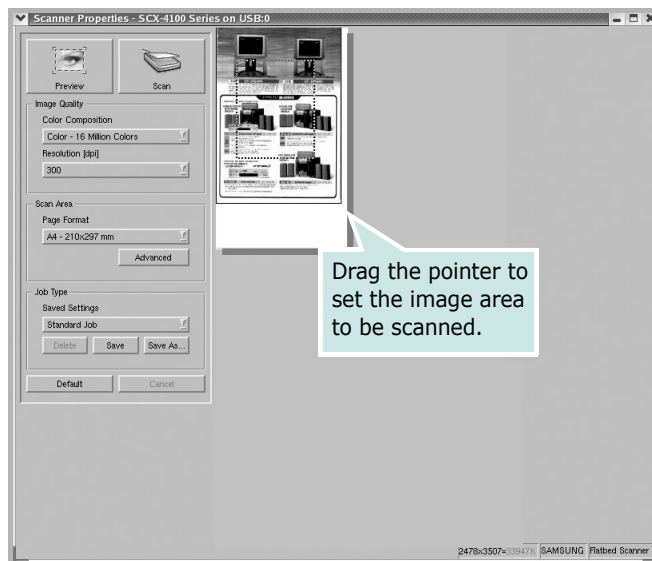 Scanner Properties - SCX-4100 Series on USB:0
Preview
Scan
Image Quality
Color Composition
Color - 16 Million Colors
Resolution [dpi]
300
Scan Area
Page Format
A4 - 210x297 mm
Advanced
Job Type
Saved Settings
Standard Job
Delete
Save
Save As...
Default
Cancel
Drag the pointer to
set the image area
to be scanned.
2478x3507=33947K
SAMSUNG
Flatbed Scanner